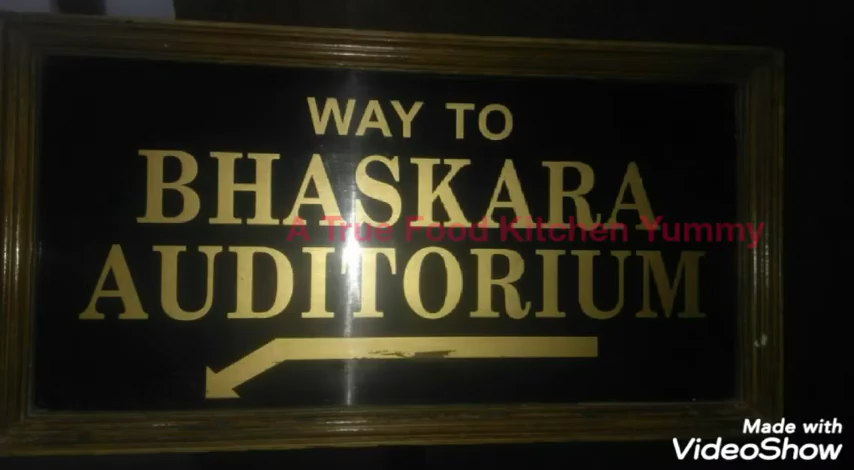 WAY TO
BHASKARA
A True Food Kitchen Yummy
AUDITORIUM
Made with
VideoShow